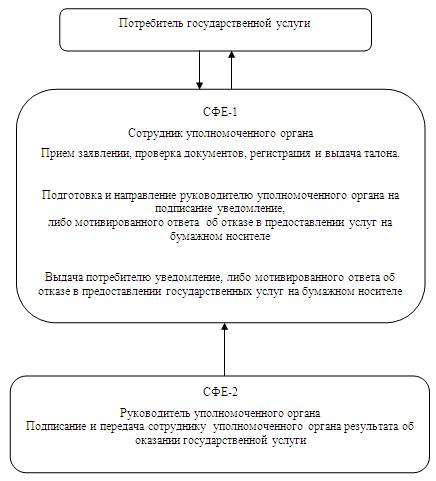 Потребитель государственной услуги
СФЕ-1
Сотрудник уполномоченного органа
Прием заявлении, проверка документов, регистрация и выдача талона.
Подготовка и направление руководителю уполномоченного органа на
подписание уведомление,
либо мотивированного ответа об отказе в предоставлении услуг на
бумажном носителе
Выдача потребителю уведомление, либо мотивированного ответа об
отказе в предоставлении государственных услуг на бумажном носителе
СФЕ-2
Руководитель уполномоченного органа
Подписание и передача сотруднику уполномоченного органа результата об
оказании государственной услуги